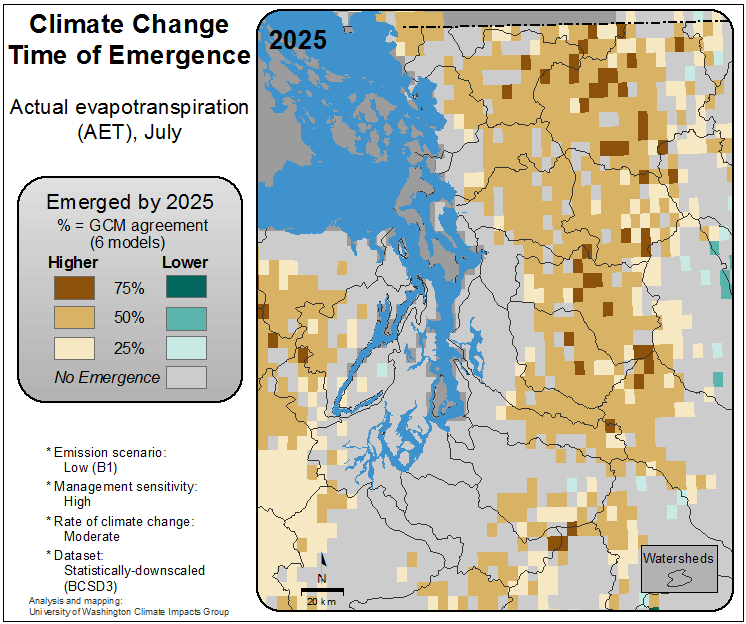 Climate Change
Time of Emergence
Actual evapotranspiration
(AET), July
Emerged by 2025
% = GCM agreement
(6 models)
Higher Lower
75%
50%
25%
No Emergence
* Emission scenario:
Low (B1)
* Management sensitivity:
High
* Rate of climate change:
Moderate
* Dataset:
Statistically-downscaled
(BCSD3)
Analysis and mapping:
University of Washington Climate Impacts Group
2025
N
20 km
Watersheds